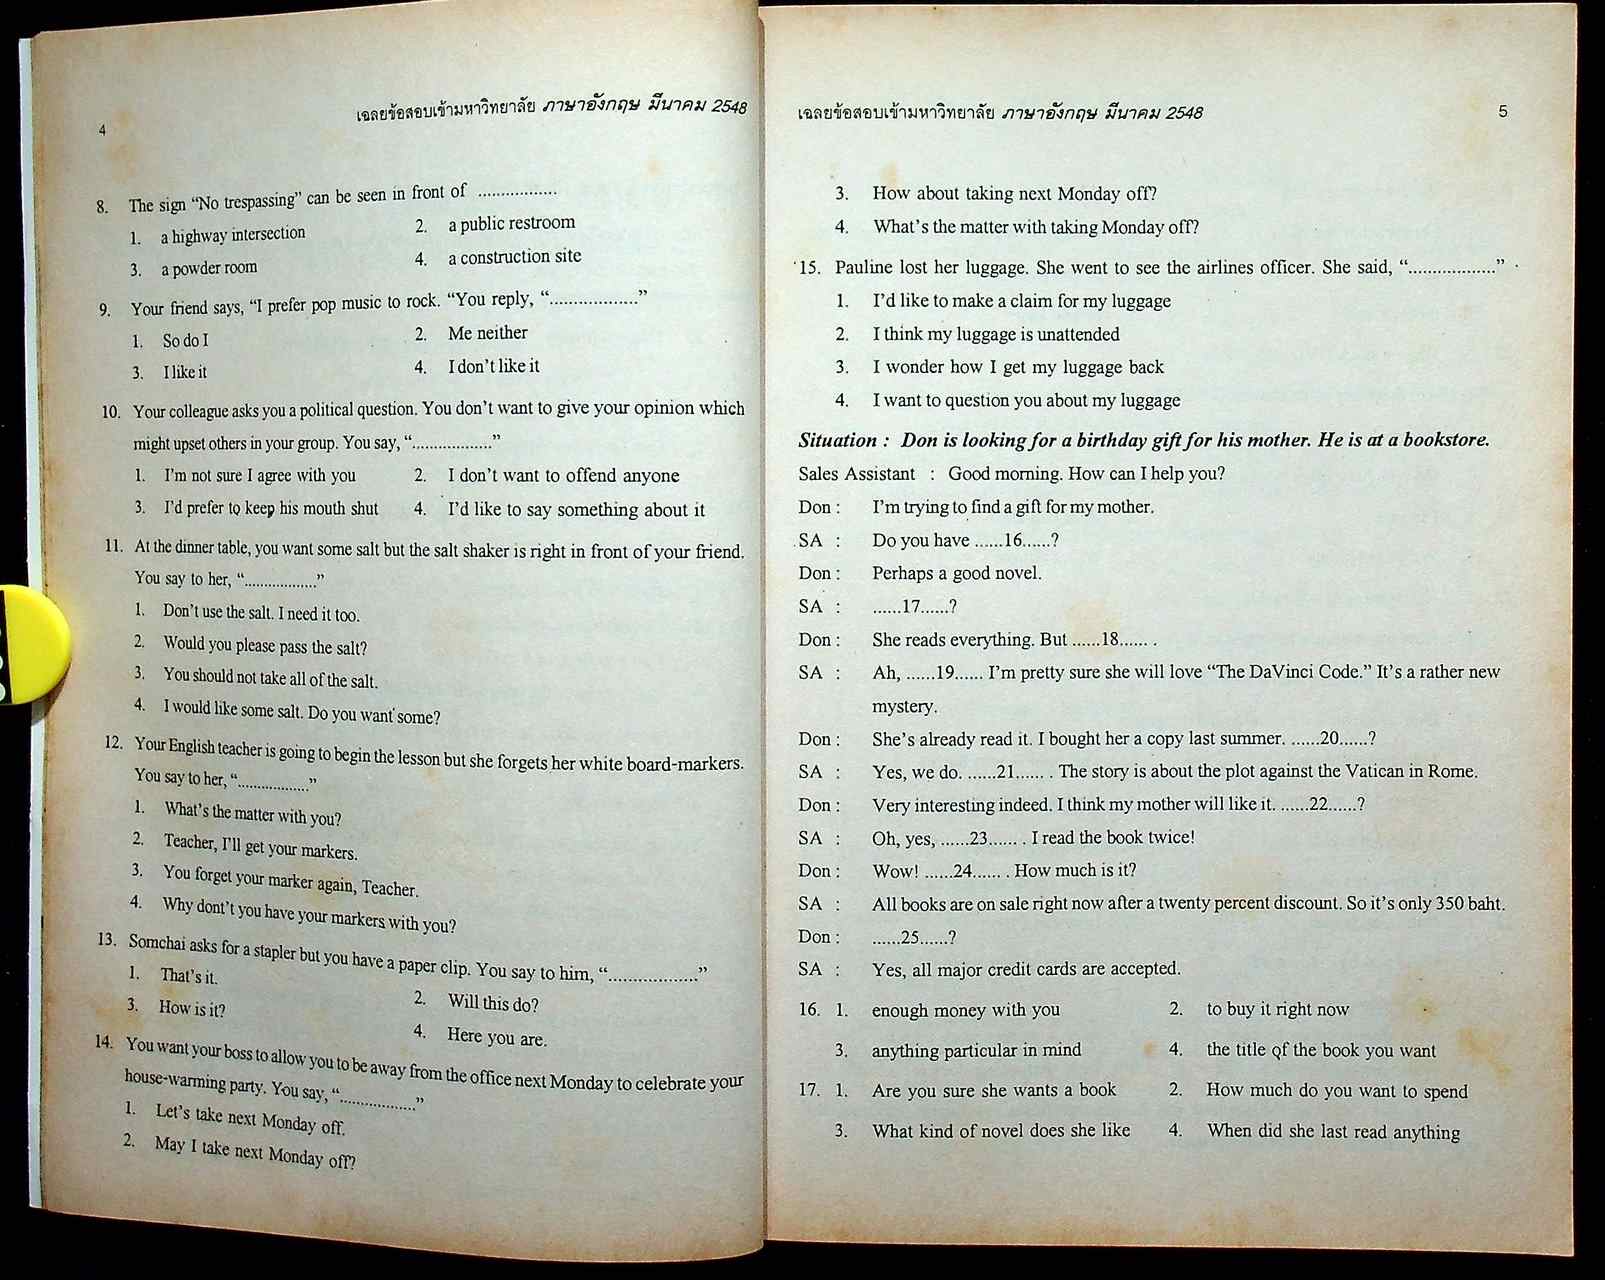 4
เฉลยข้อสอบเข้ามหาวิทยาลัย ภาษาอังกฤษ มีนาคม 2548
8. The sign “No trespassing” can be seen in front of .................
1. a highway intersection 2. a public restroom
3. a powder room 4. a construction site
9. Your friend says, “I prefer pop music to rock. “You reply, “..................”
1. So do I 2. Me neither
3. I like it 4. I don’t like it
10. Your colleague asks you a political question. You don’t want to give your opinion which
might upset others in your group. You say, “.................”
1. I’m not sure I agree with you 2. I don’t want to offend anyone
3. I’d prefer to keep his mouth shut 4. I’d like to say something about it
11. At the dinner table, you want some salt but the salt shaker is right in front of your friend.
You say to her, “..................”
1. Don’t use the salt. I need it too.
2. Would you please pass the salt?
3. You should not take all of the salt.
4. I would like some salt. Do you want some?
12. Your English teacher is going to begin the lesson but she forgets her white board-markers.
You say to her, “..................”
1. What’s the matter with you?
2. Teacher, I’ll get your markers.
3. You forget your marker again, Teacher.
4. Why dont’t you have your markers with you?
13. Somchai asks for a stapler but you have a paper clip. You say to him, “..................”
1. That’s it. 2. Will this do?
3. How is it? 4. Here you are.
14. You want your boss to allow you to be away from the office next Monday to celebrate your
house-warming party. You say, “.................”
1. Let’s take next Monday off.
2. May I take next Monday off?
เฉลยข้อสอบเข้ามหาวิทยาลัย ภาษาอังกฤษ มีนาคม 2548 5
3. How about taking next Monday off?
4. What’s the matter with taking Monday off?
15. Pauline lost her luggage. She went to see the airlines officer. She said, “..................”
1. I’d like to make a claim for my luggage
2. I think my luggage is unattended
3. I wonder how I get my luggage back
4. I want to question you about my luggage
Situation : Don is looking for a birthday gift for his mother. He is at a bookstore.
Sales Assistant : Good morning. How can I help you?
Don : I’m trying to find a gift for my mother.
SA : Do you have ......16......?
Don : Perhaps a good novel.
SA : ......17......?
Don : She reads everything. But ......18...... .
SA : Ah, ......19...... I’m pretty sure she will love “The DaVinci Code.” It’s a rather new
mystery.
Don : She’s already read it. I bought her a copy last summer. ......20......?
SA : Yes, we do. ......21...... . The story is about the plot against the Vatican in Rome.
Don : Very interesting indeed. I think my mother will like it. ......22......?
SA : Oh, yes, ......23...... . I read the book twice!
Don : Wow! ......24...... . How much is it?
SA : All books are on sale right now after a twenty percent discount. So it’s only 350 baht.
Don : ......25......?
SA : Yes, all major credit cards are accepted.
16. 1. enough money with you 2. to buy it right now
3. anything particular in mind 4. the title of the book you want
17. 1. Are you sure she wants a book 2. How much do you want to spend
3. What kind of novel does she like 4. When did she last read anything